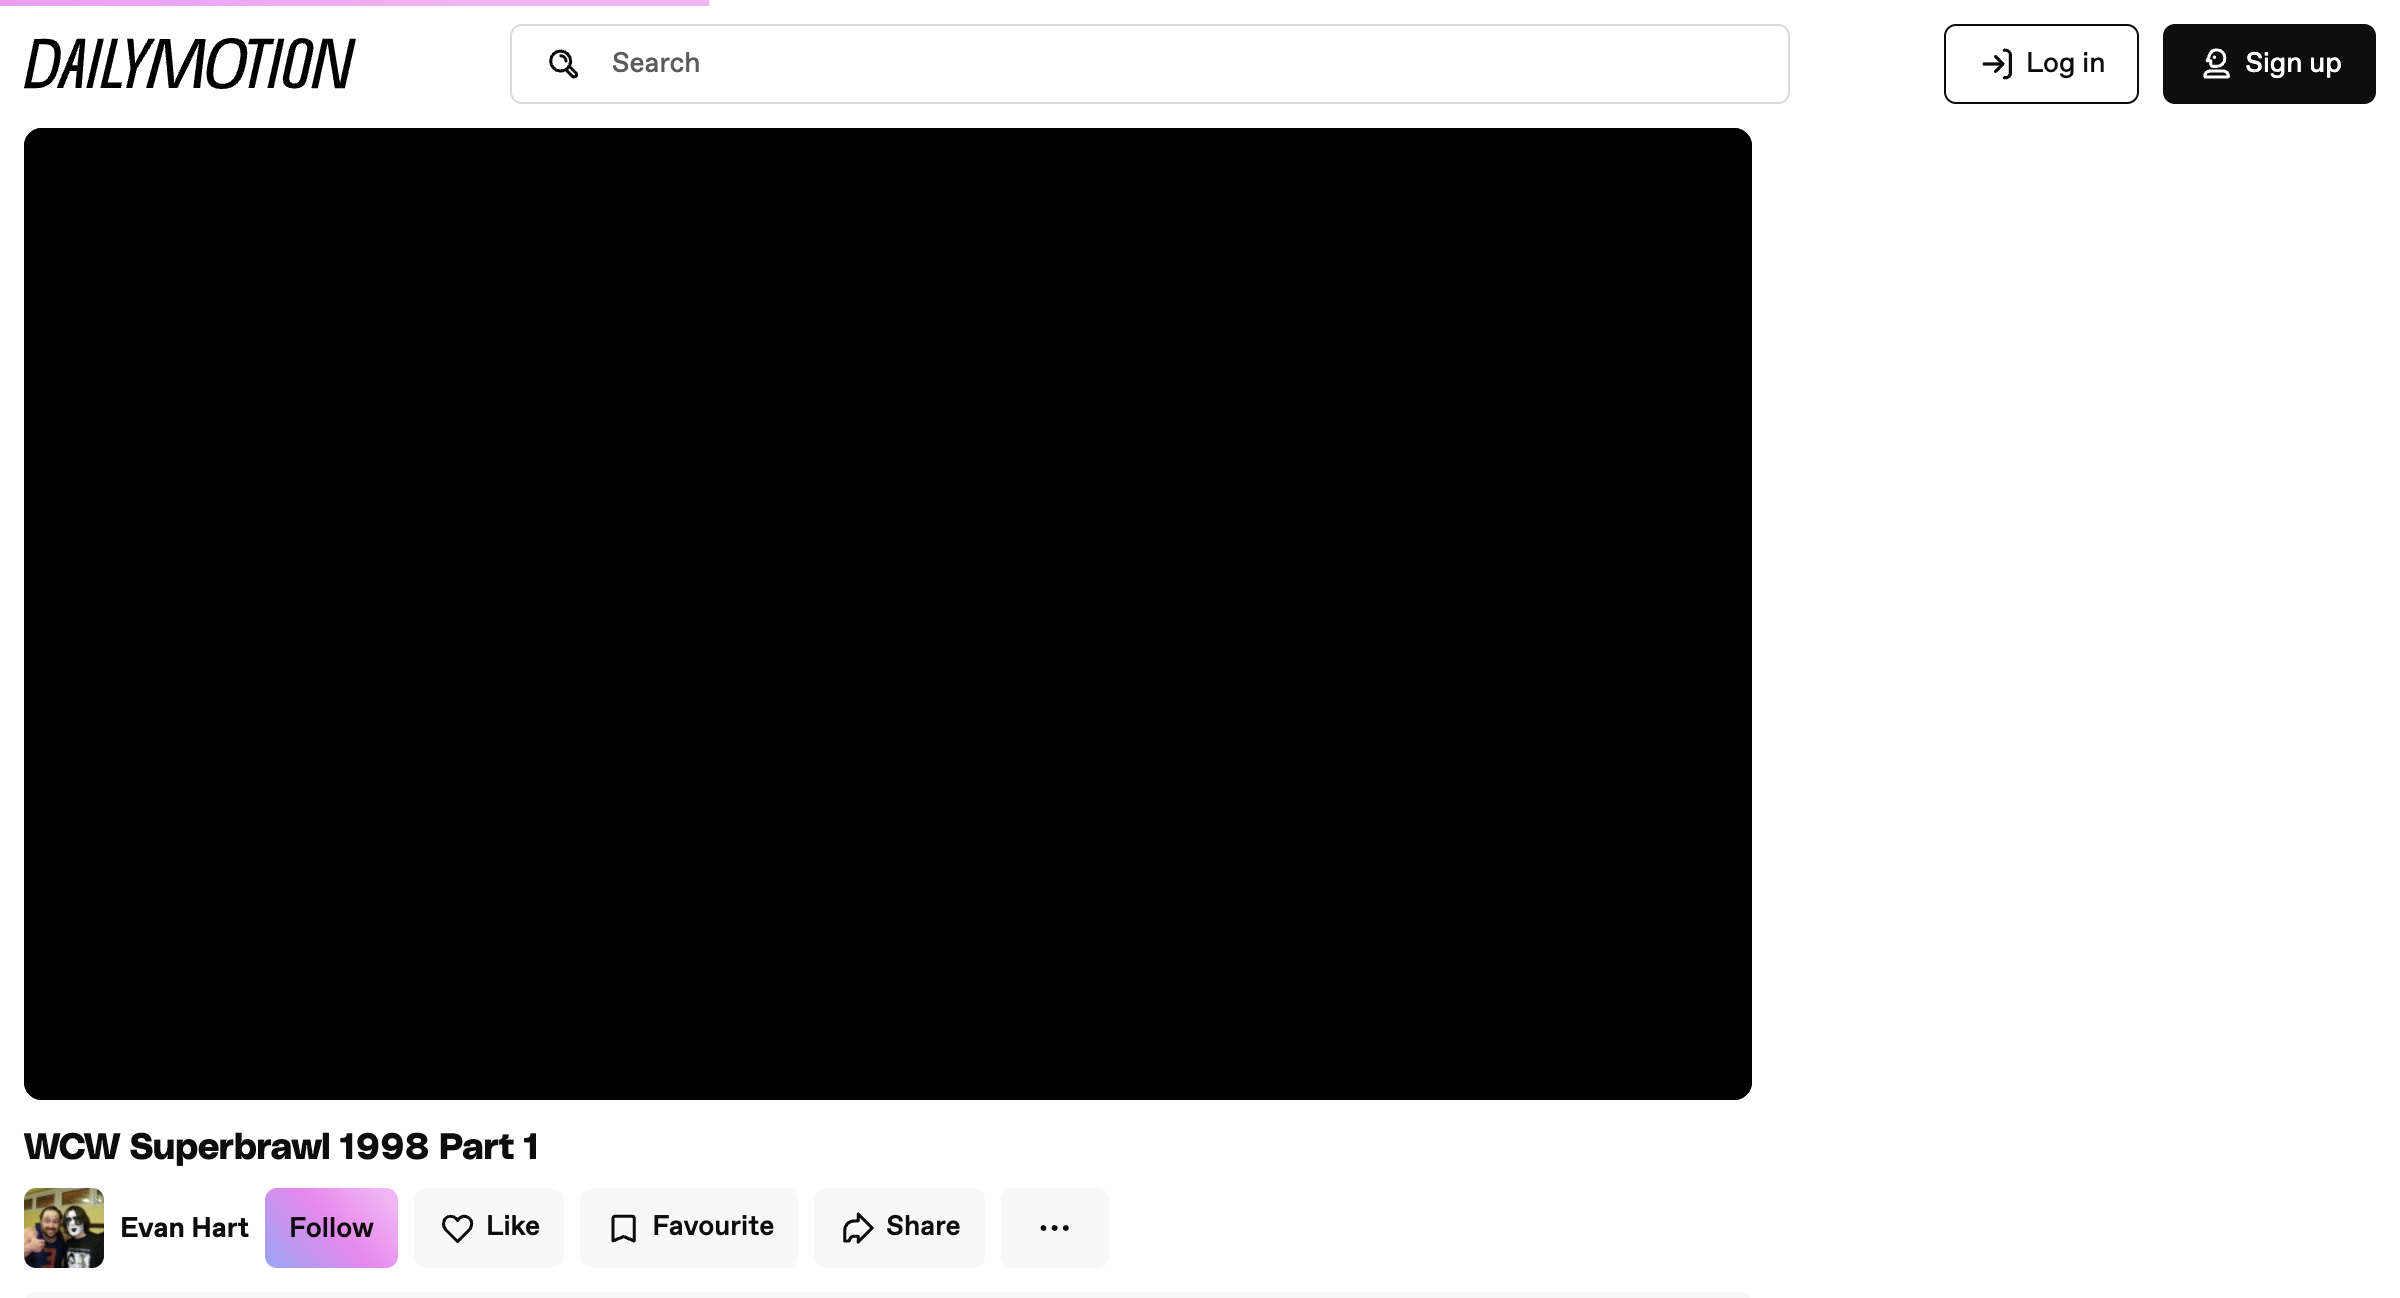 DAILYMOTION
Search
Log in
Sign up
WCW Superbrawl 1998 Part 1
Evan Hart
Follow
Like
Favourite
Share